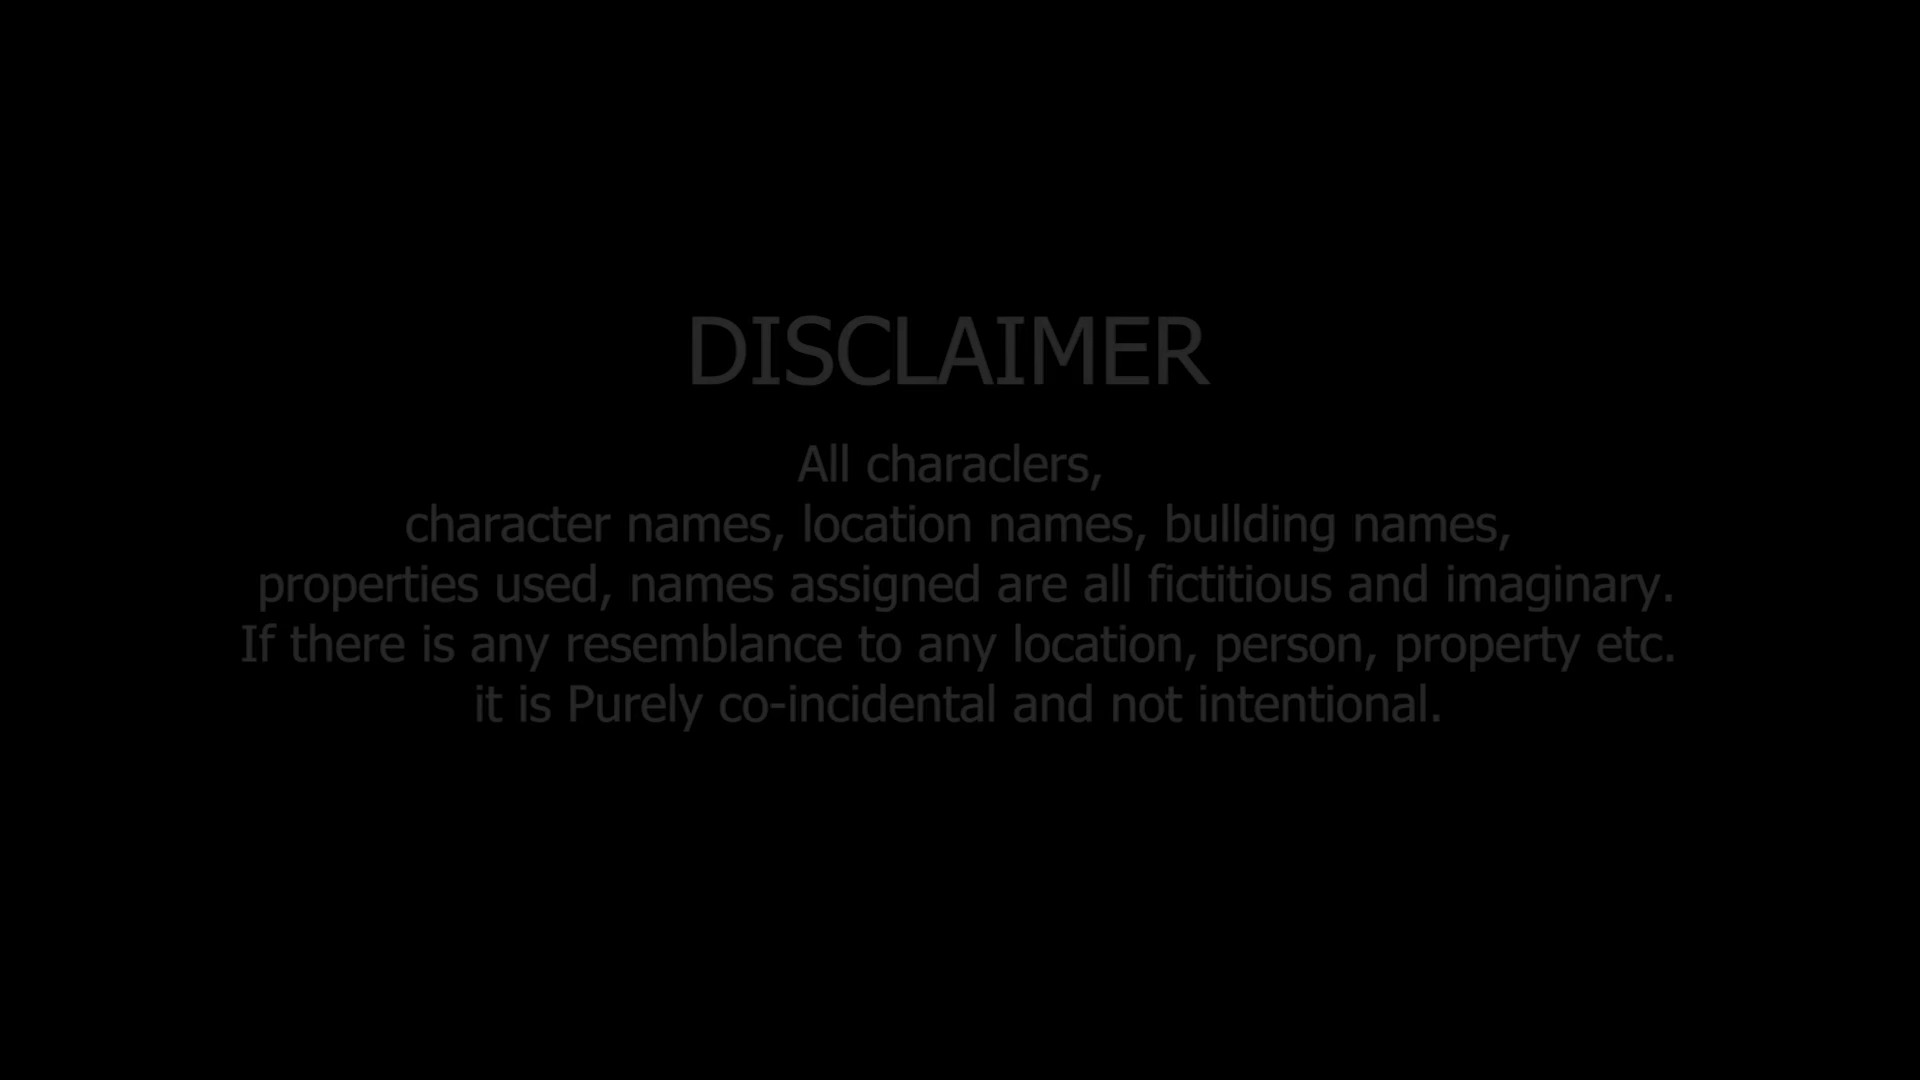 DISCLAIMER
All characlers,
character names, location names, bullding names,
properties used, names assigned are all fictitious and imaginary.
If there is any resemblance to any location, person, property etc.
it is Purely co-incidental and not intentional.